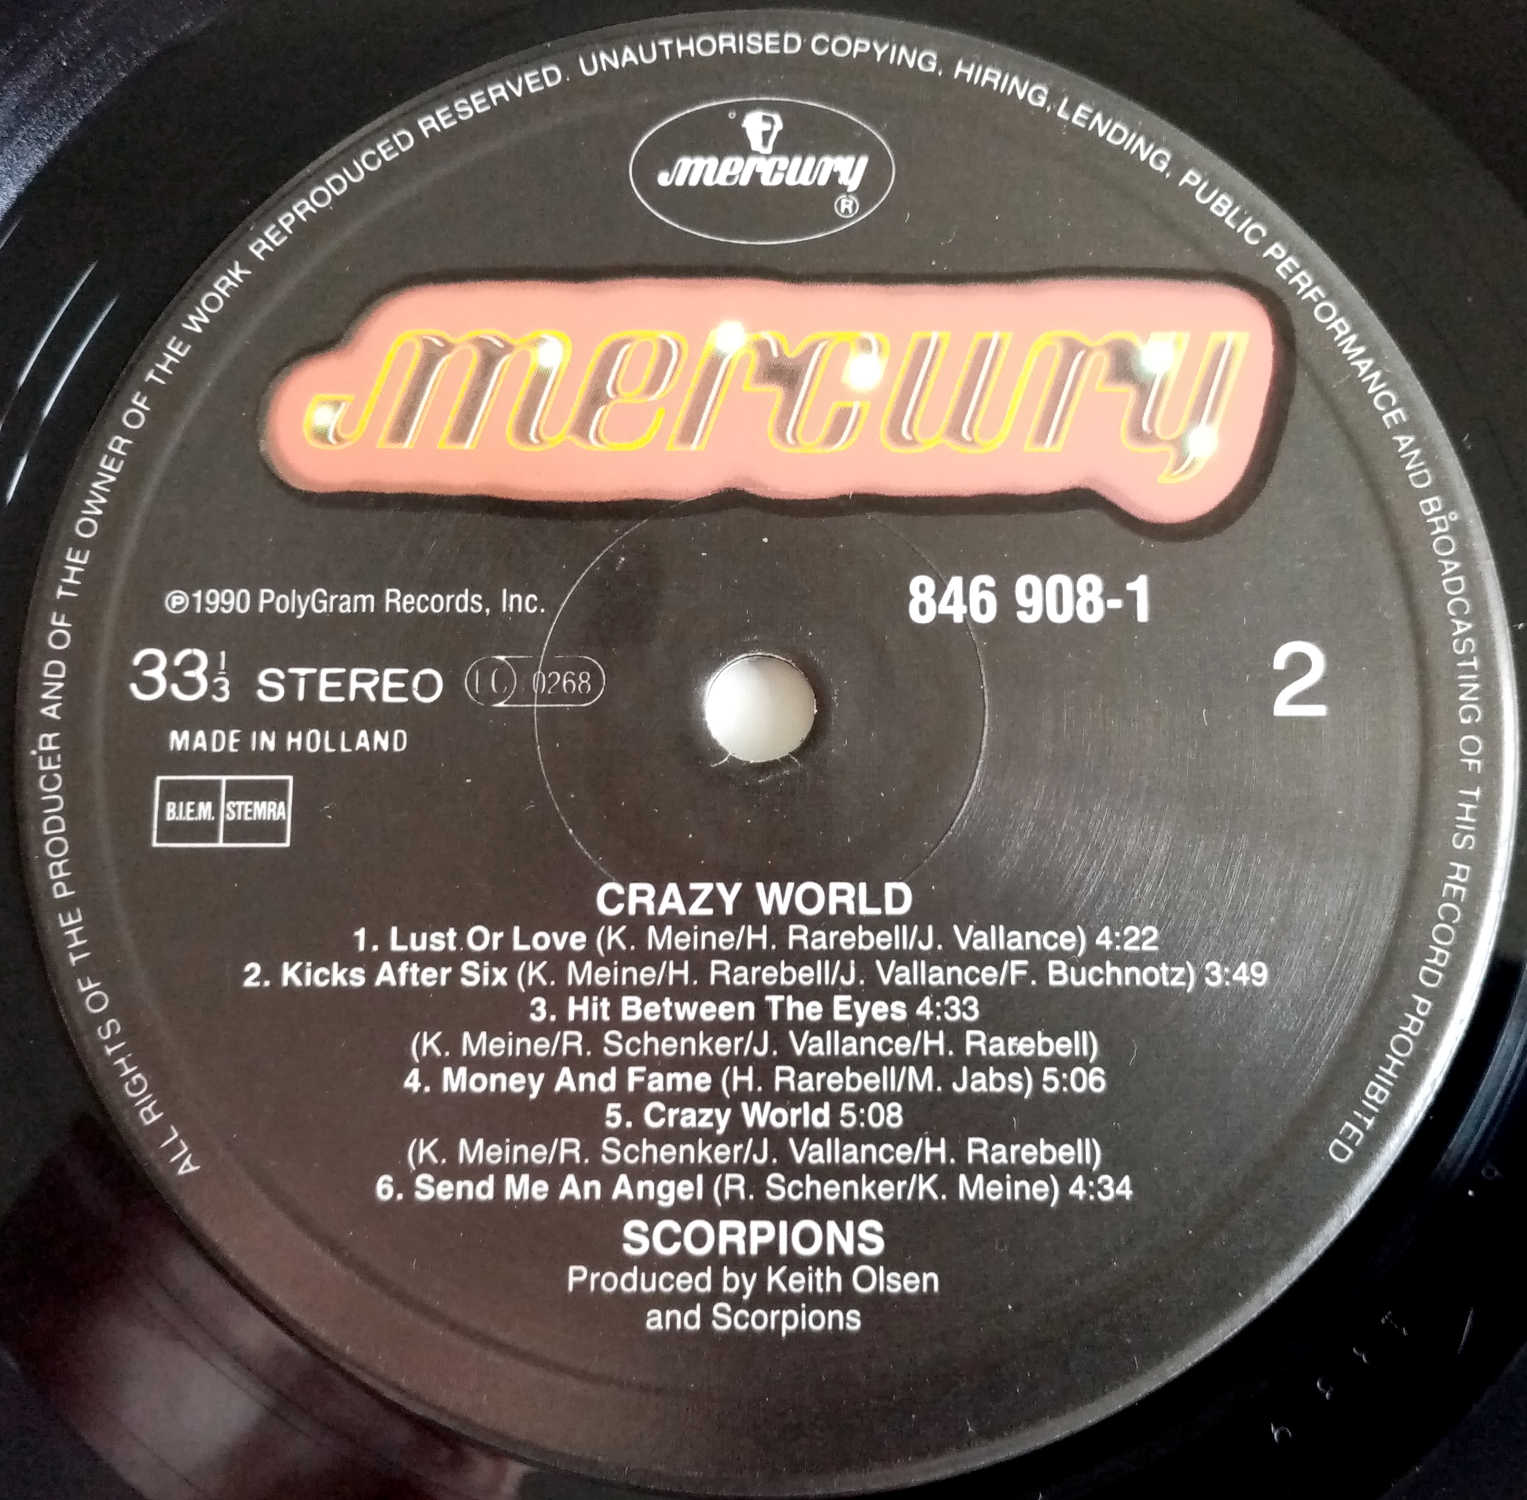 ALL RIGHTS OF THE PRODUCER AND OF THE OWNER OF THE WORK REPRODUCED RESERVED. UNAUTHORISED COPYING, HIRING, LENDING, PUBLIC PERFORMANCE AND BROADCASTING OF THIS RECORD PROHIBITED
mercury
®
mercury
℗1990 PolyGram Records, Inc.
846 908-1
33 1/3 STEREO LC 0268
2
MADE IN HOLLAND
B.I.E.M. STEMRA
CRAZY WORLD
1. Lust Or Love (K. Meine/H. Rarebell/J. Vallance) 4:22
2. Kicks After Six (K. Meine/H. Rarebell/J. Vallance/F. Buchnotz) 3:49
3. Hit Between The Eyes 4:33
(K. Meine/R. Schenker/J. Vallance/H. Rarebell)
4. Money And Fame (H. Rarebell/M. Jabs) 5:06
5. Crazy World 5:08
(K. Meine/R. Schenker/J. Vallance/H. Rarebell)
6. Send Me An Angel (R. Schenker/K. Meine) 4:34
SCORPIONS
Produced by Keith Olsen
and Scorpions